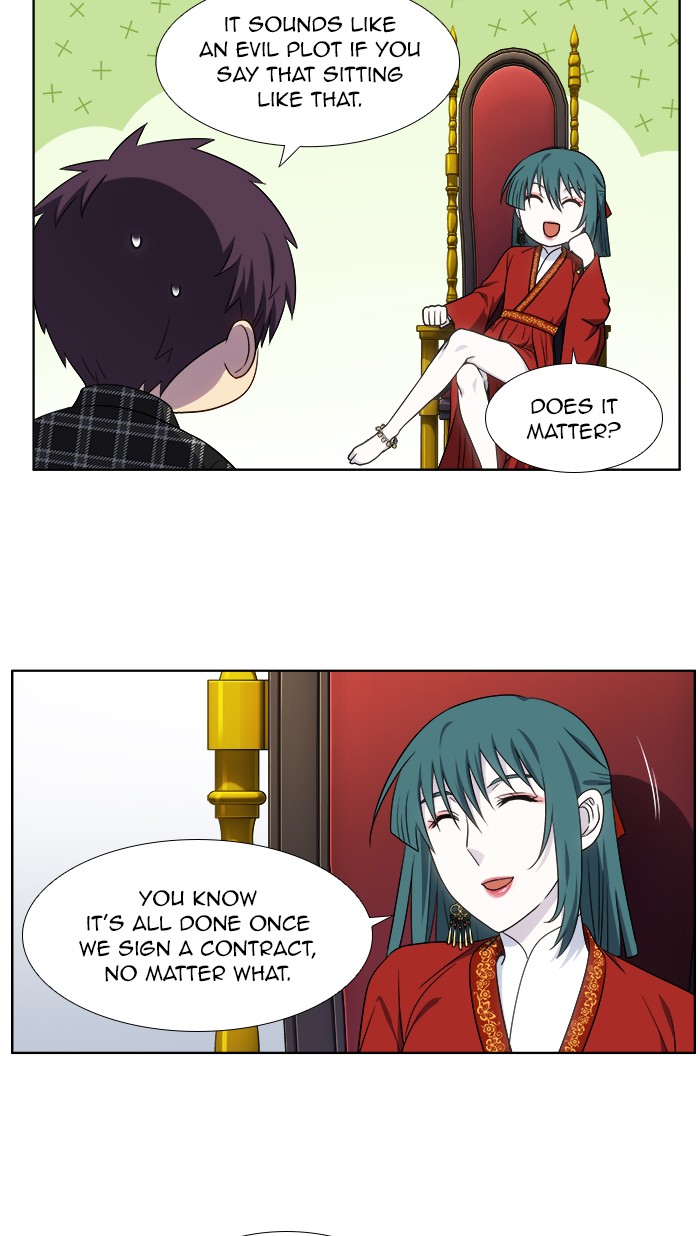 IT SOUNDS LIKE
AN EVIL PLOT IF YOU
SAY THAT SITTING
LIKE THAT.
DOES IT
MATTER?
YOU KNOW
IT'S ALL DONE ONCE
WE SIGN A CONTRACT,
NO MATTER WHAT.